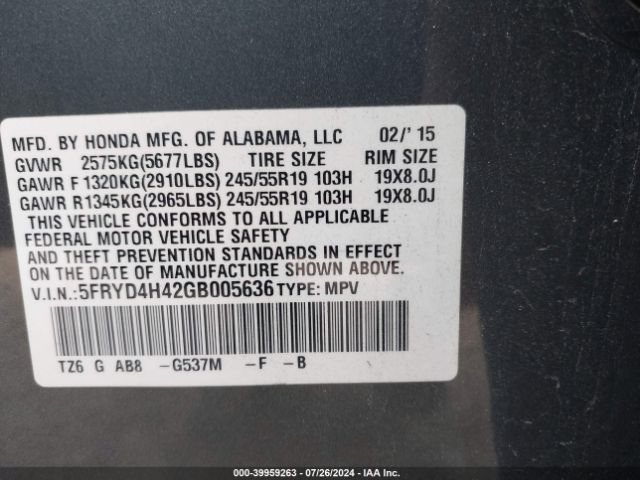 MFD. BY HONDA MFG. OF ALABAMA, LLC 02/' 15
GVWR 2575KG(5677LBS) TIRE SIZE RIM SIZE
GAWR F 1320KG(2910LBS) 245/55R19 103H 19X8.0J
GAWR R1345KG(2965LBS) 245/55R19 103H 19X8.0J
THIS VEHICLE CONFORMS TO ALL APPLICABLE
FEDERAL MOTOR VEHICLE SAFETY
AND THEFT PREVENTION STANDARDS IN EFFECT
ON THE DATE OF MANUFACTURE SHOWN ABOVE.
V.I.N.: 5FRYD4H42GB005636 TYPE: MPV
TZ6 G AB8 -G537M -F -B
000-39959263 | 07/26/2024 | IAA Inc.